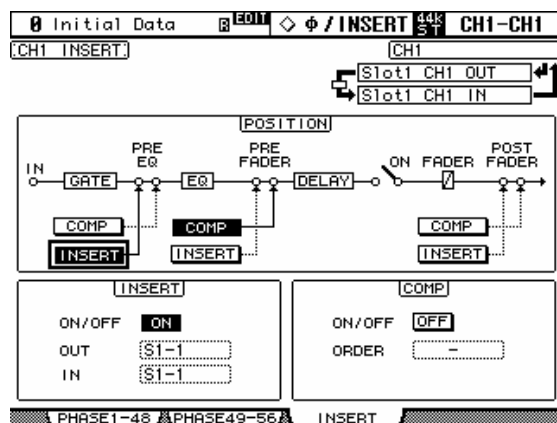 0 Initial Data R EDIT ◇ ϕ/INSERT 44K ST CH1-CH1
CH1 INSERT
CH1
Slot1 CH1 OUT
Slot1 CH1 IN
POSITION
PRE EQ
PRE FADER
POST FADER
IN GATE EQ DELAY ON FADER
COMP COMP COMP
INSERT INSERT INSERT
INSERT
ON/OFF ON
OUT S1-1
IN S1-1
COMP
ON/OFF OFF
ORDER -
PHASE1-48 PHASE49-56 INSERT